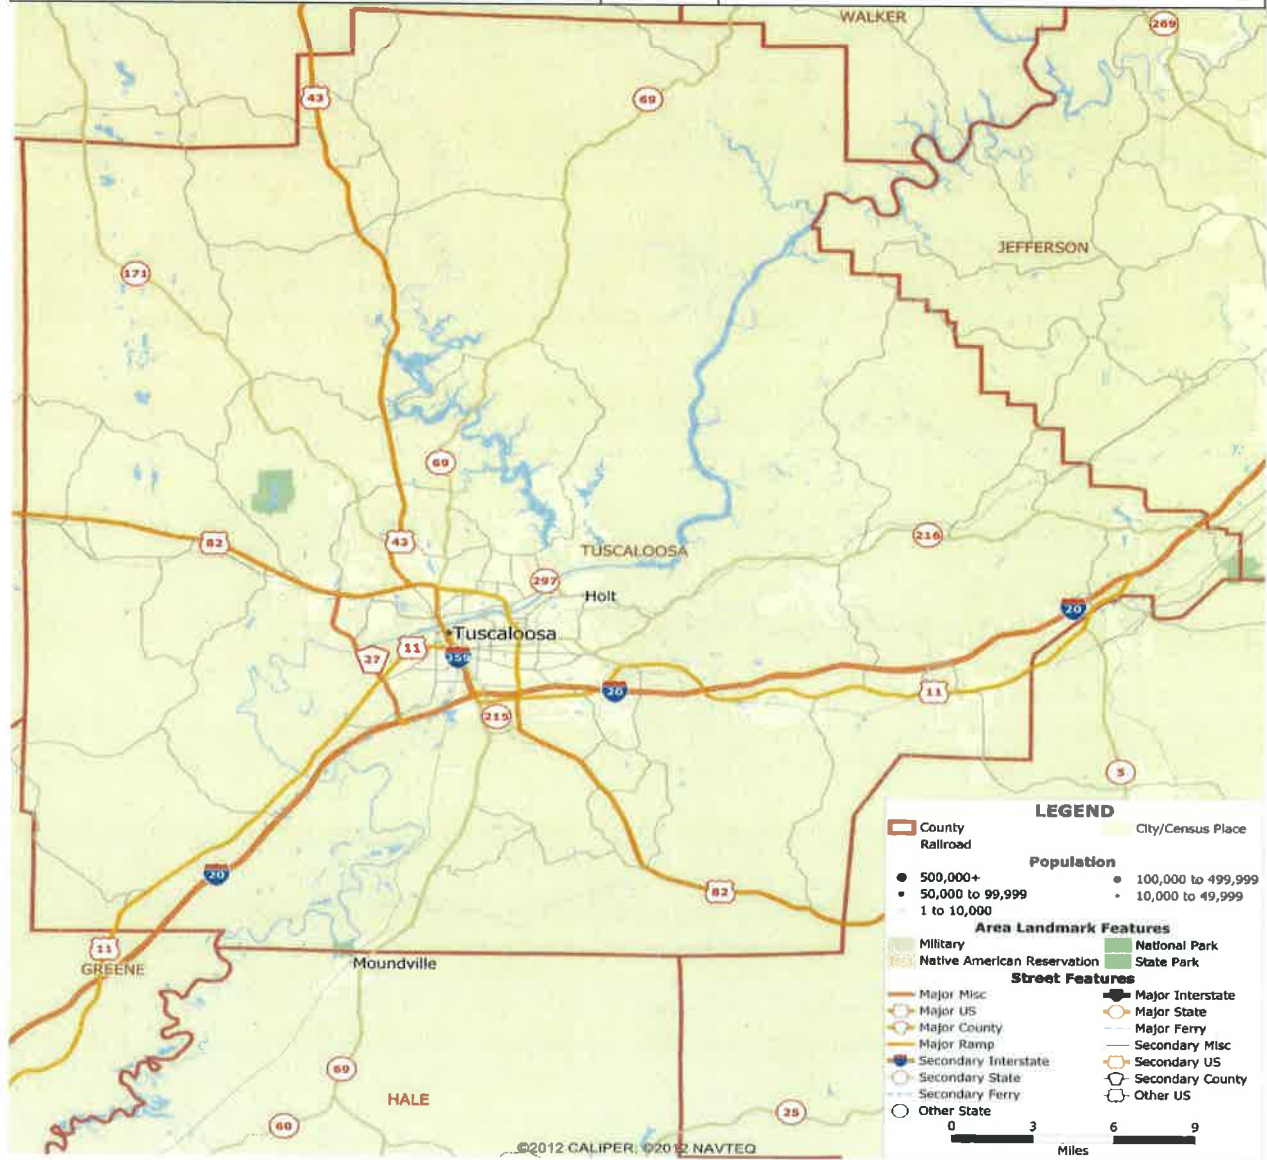 WALKER
269
43
69
JEFFERSON
171
69
82
43
216
TUSCALOOSA
297
Holt
20
Tuscaloosa
11
27
359
20
11
215
5
20
82
11
GREENE
Moundville
69
HALE
60
25
LEGEND
County
City/Census Place
Railroad
Population
500,000+
100,000 to 499,999
50,000 to 99,999
10,000 to 49,999
1 to 10,000
Area Landmark Features
Military
National Park
Native American Reservation
State Park
Street Features
Major Misc
Major Interstate
Major US
Major State
Major County
Major Ferry
Major Ramp
Secondary Misc
Secondary Interstate
Secondary US
Secondary State
Secondary County
Secondary Ferry
Other US
Other State
0 3 6 9
Miles
©2012 CALIPER; ©2012 NAVTEQ